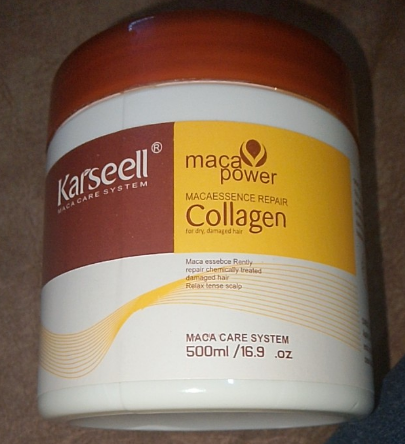 Karseell®
MACA CARE SYSTEM
maca
power
MACAESSENCE REPAIR
Collagen
for dry, damaged hair
Maca essebce Rently
repair chemically treated
damaged hair
Relax tense scalp
MACA CARE SYSTEM
500ml /16.9 .oz